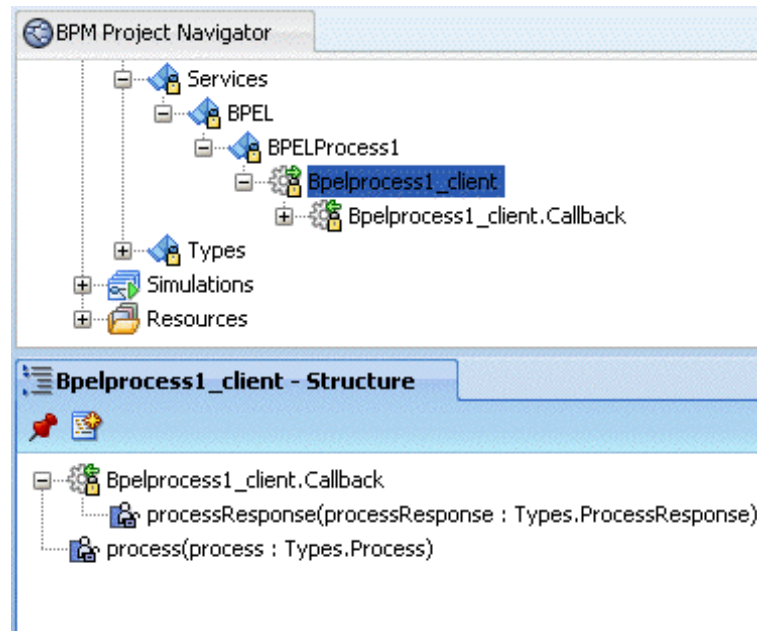 BPM Project Navigator
Services
BPEL
BPELProcess1
Bpelprocess1_client
Bpelprocess1_client.Callback
Types
Simulations
Resources
Bpelprocess1_client - Structure
Bpelprocess1_client.Callback
processResponse(processResponse : Types.ProcessResponse)
process(process : Types.Process)